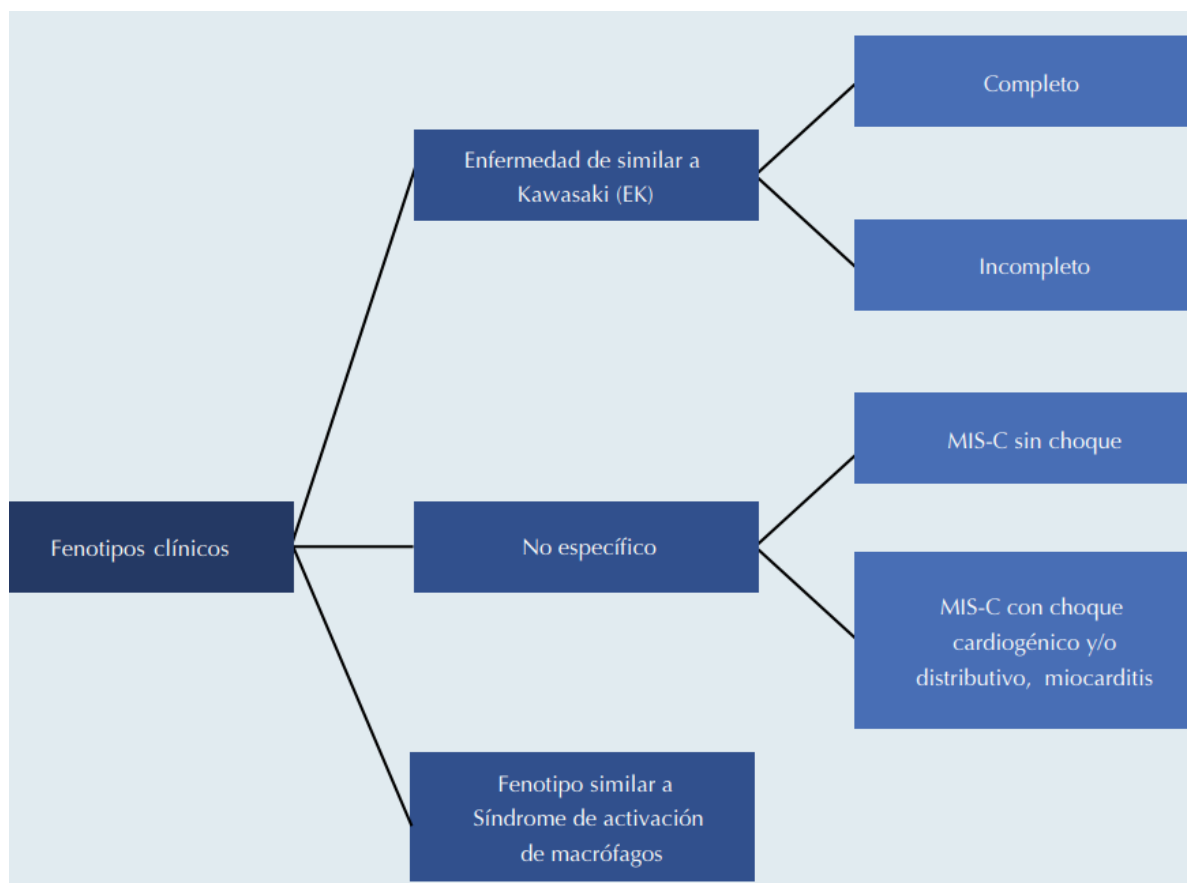 Completo
Enfermedad de similar a
Kawasaki (EK)
Incompleto
MIS-C sin choque
Fenotipos clínicos
No específico
MIS-C con choque
cardiogénico y/o
distributivo, miocarditis
Fenotipo similar a
Síndrome de activación
de macrófagos